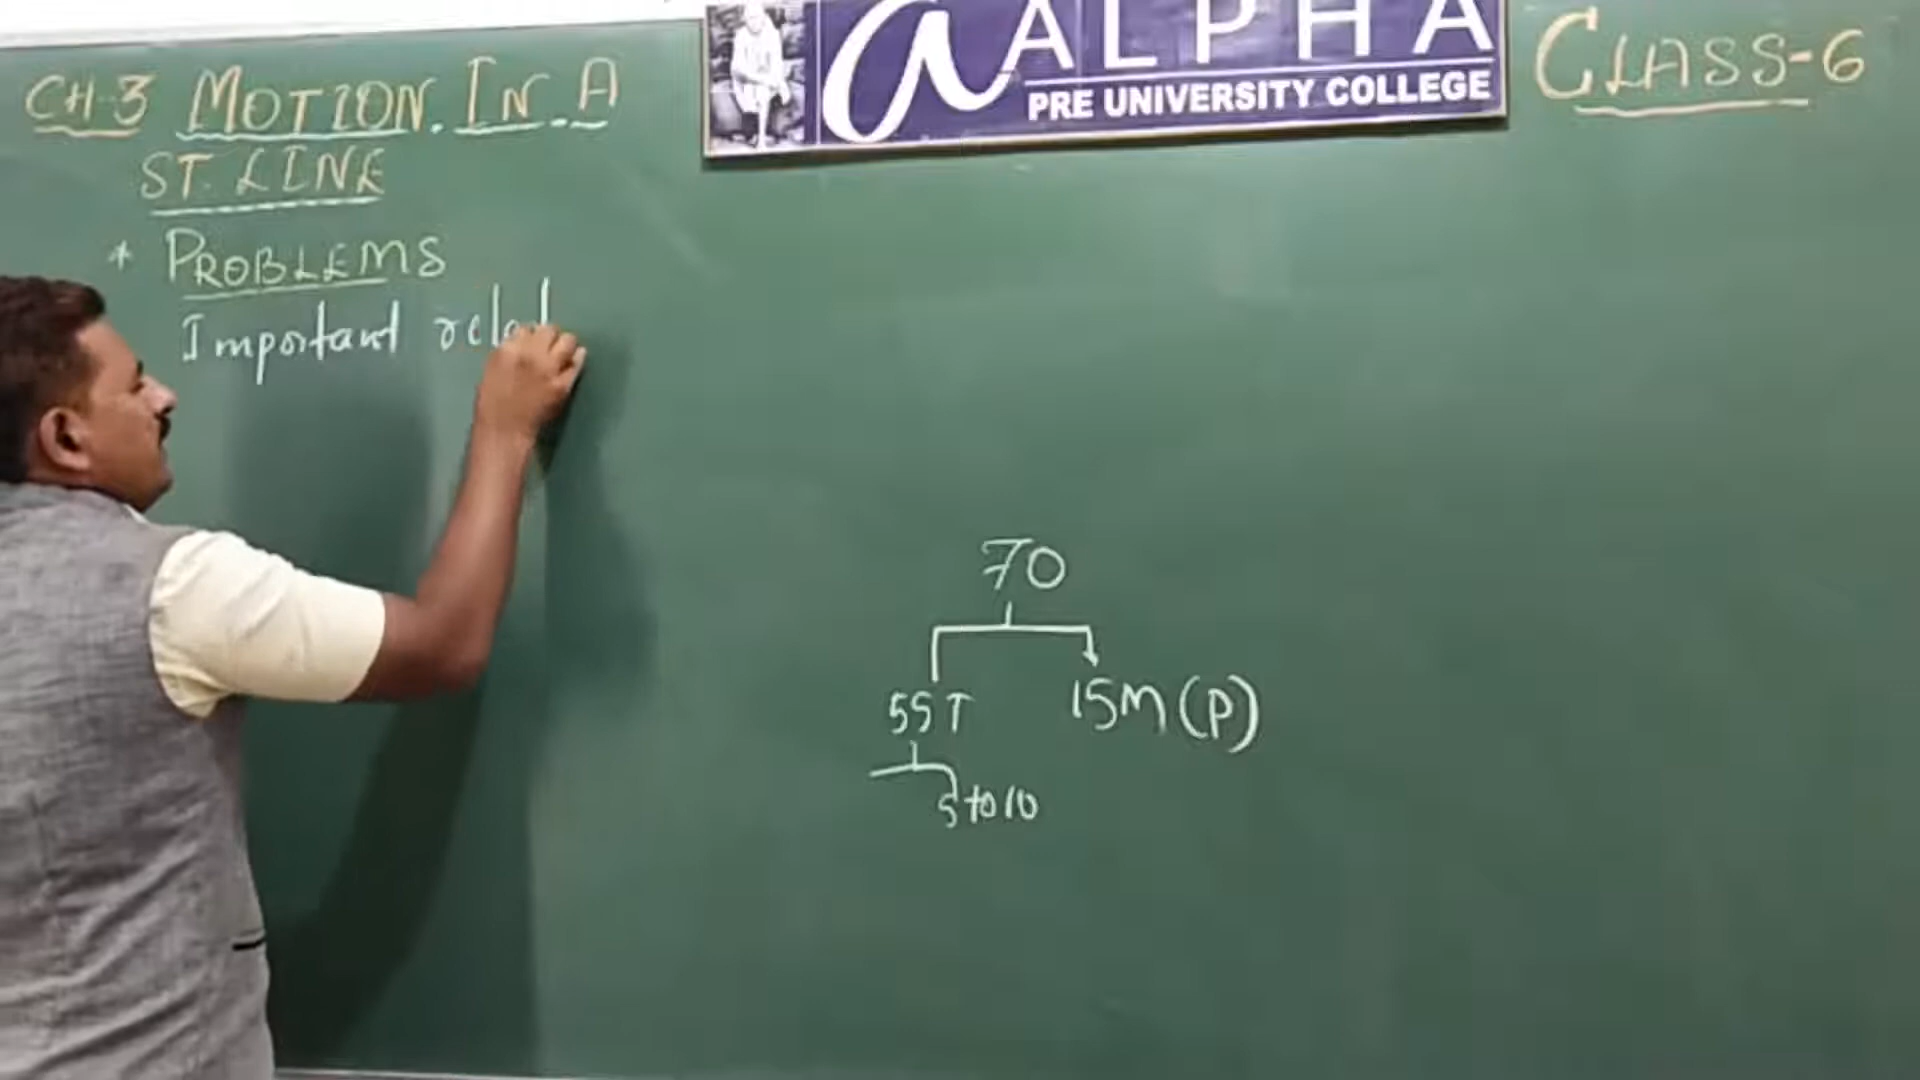 CH-3 MOTION. IN. A
ST. LINE
* PROBLEMS
Important relat
a ALPHA
PRE UNIVERSITY COLLEGE
CLASS-6
70
55T 15M(P)
5 to 10